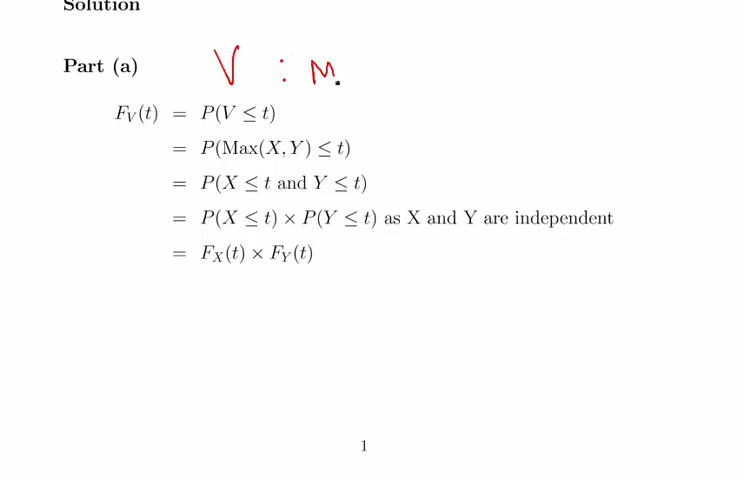 Solution
Part (a) V : M
F_V(t) = P(V ≤ t)
= P(Max(X, Y) ≤ t)
= P(X ≤ t and Y ≤ t)
= P(X ≤ t) × P(Y ≤ t) as X and Y are independent
= F_X(t) × F_Y(t)
1